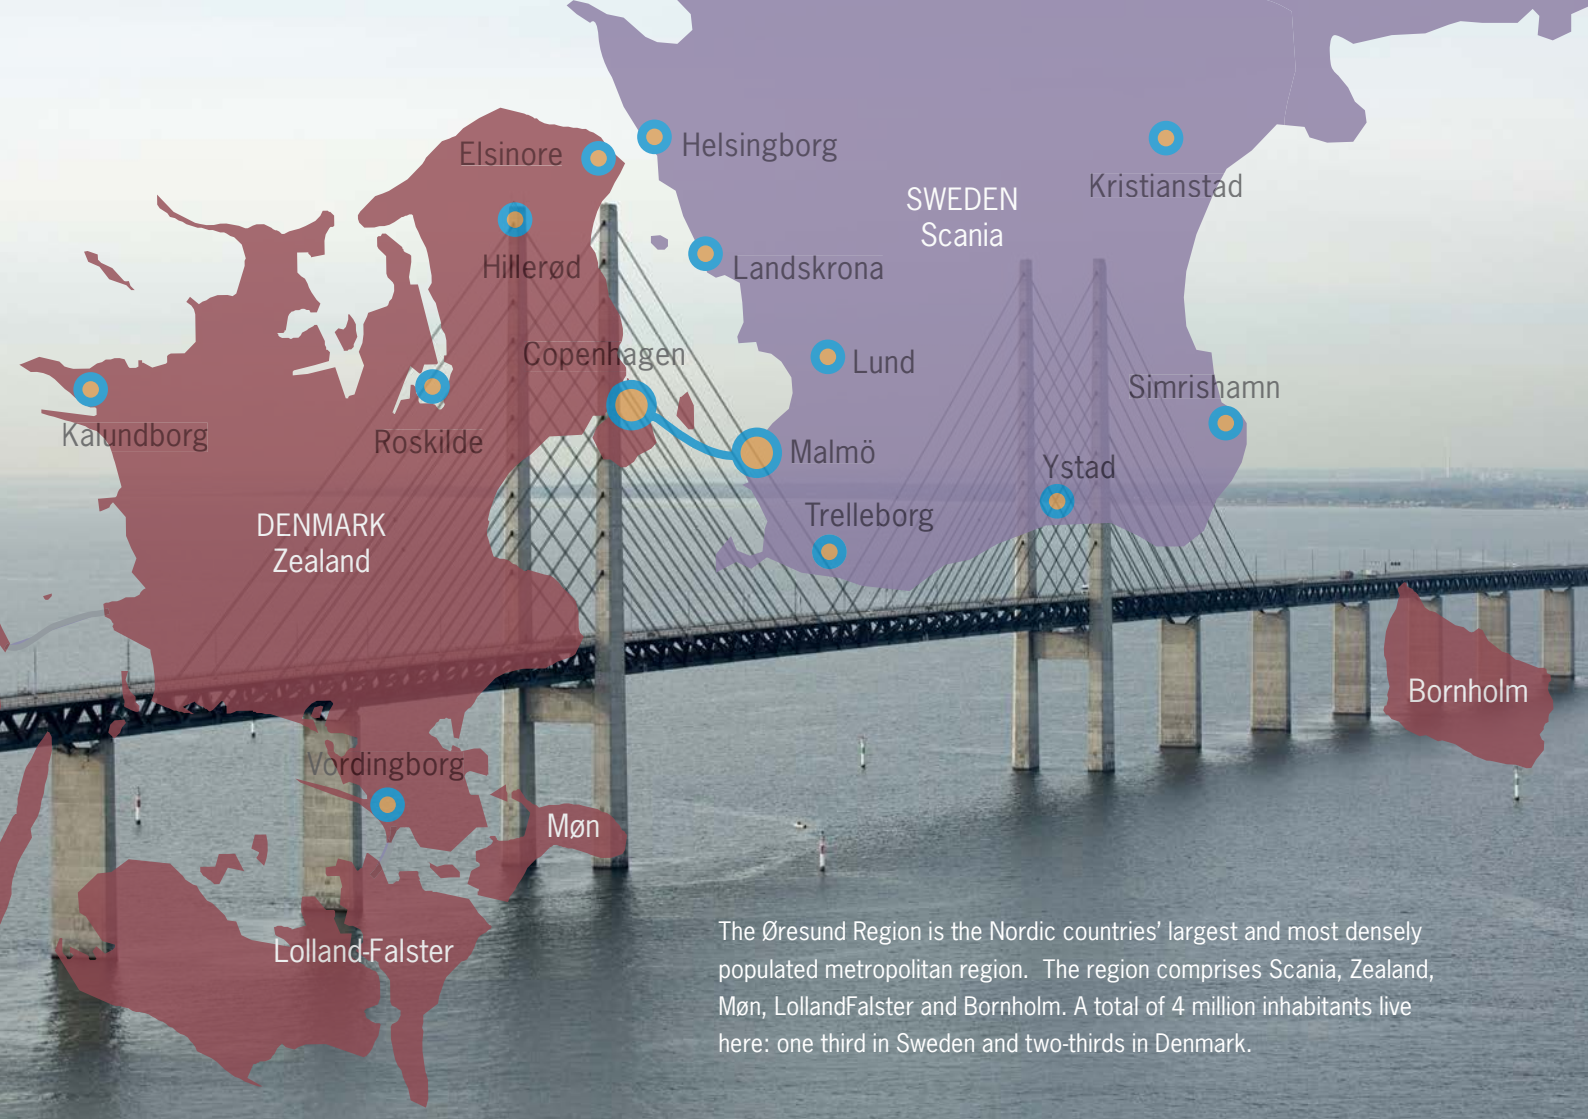 Elsinore
Helsingborg
Kristianstad
SWEDEN
Scania
Hillerød
Landskrona
Copenhagen
Lund
Simrishamn
Kalundborg
Roskilde
Malmö
Ystad
Trelleborg
DENMARK
Zealand
Bornholm
Vordingborg
Møn
Lolland-Falster
The Øresund Region is the Nordic countries’ largest and most densely
populated metropolitan region.  The region comprises Scania, Zealand,
Møn, LollandFalster and Bornholm. A total of 4 million inhabitants live
here: one third in Sweden and two-thirds in Denmark.